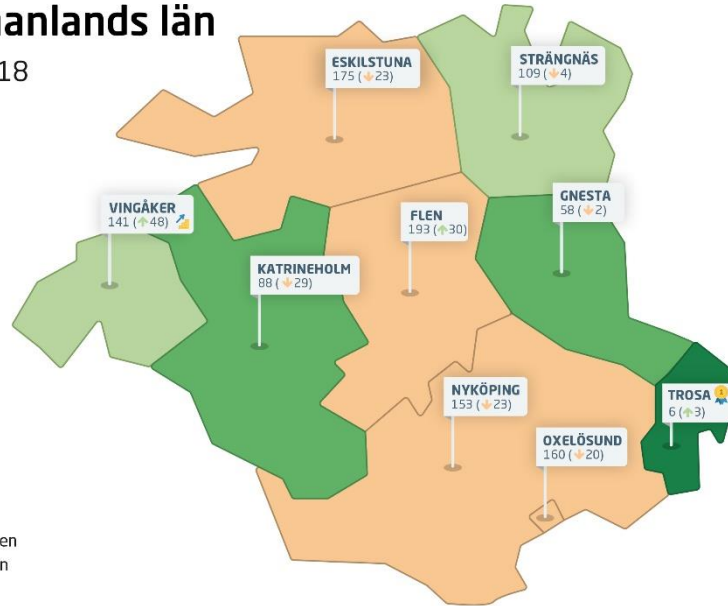 anlands län
18
ESKILSTUNA
175 (↓23)
STRÄNGNÄS
109 (↓4)
VINGÅKER
141 (↑48)
FLEN
193 (↑30)
GNESTA
58 (↓2)
KATRINEHOLM
88 (↓29)
NYKÖPING
153 (↓23)
TROSA
6 (↑3)
OXELÖSUND
160 (↓20)
en
n